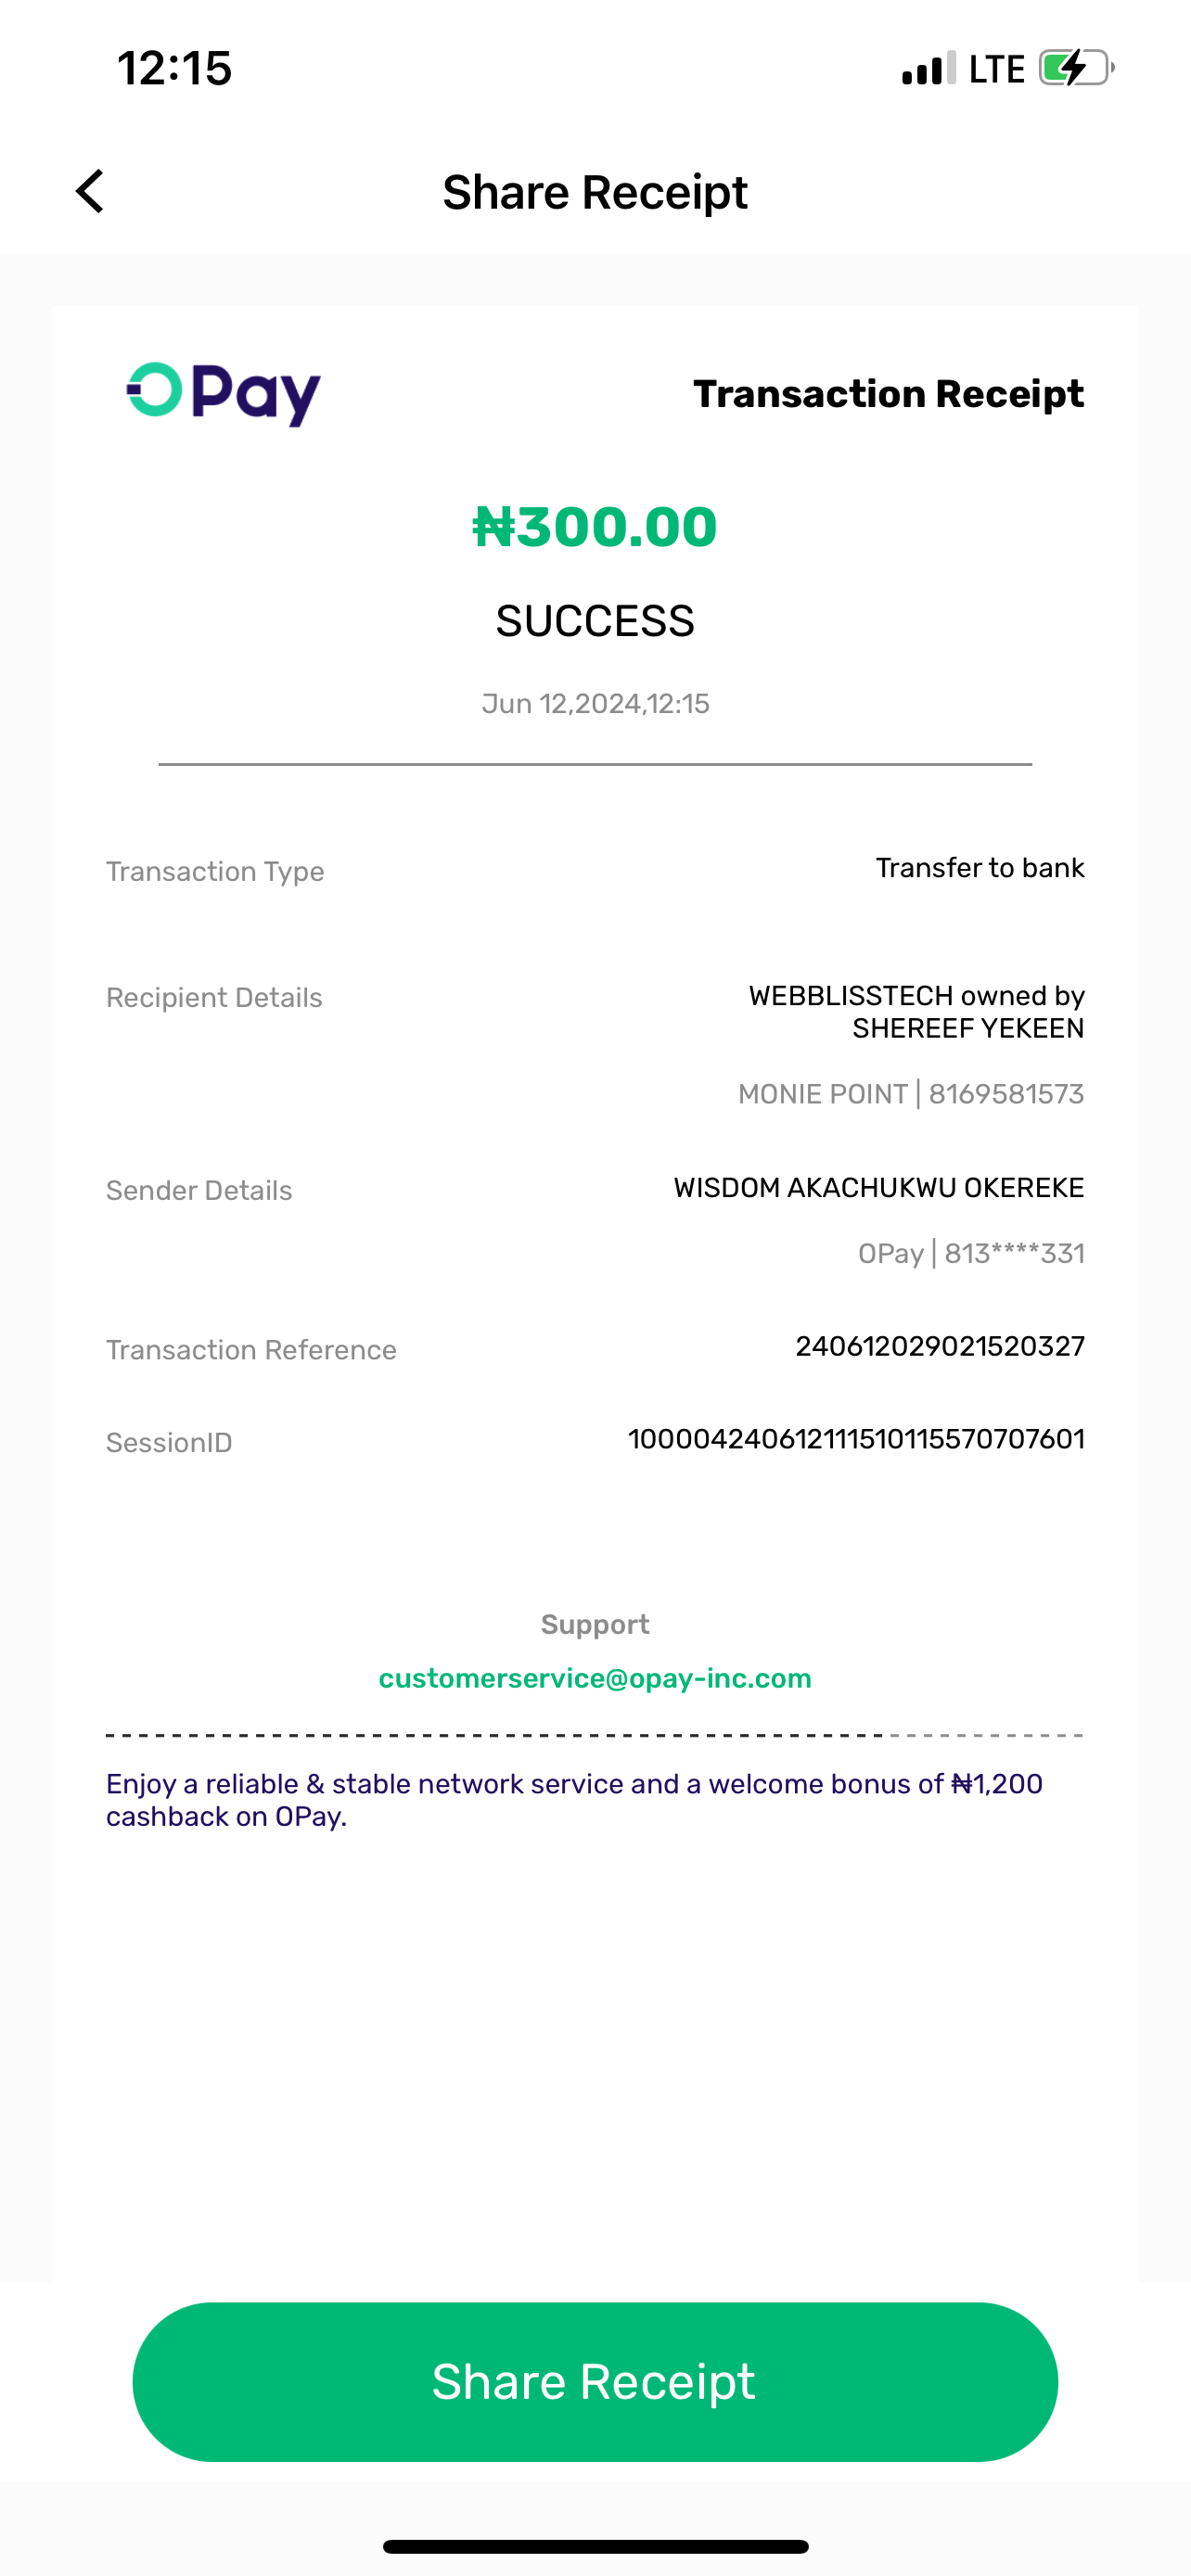 12:15
LTE
Share Receipt
OPay
Transaction Receipt
₦300.00
SUCCESS
Jun 12,2024,12:15
Transaction Type
Transfer to bank
Recipient Details
WEBBLISSTECH owned by
SHEREEF YEKEEN
MONIE POINT | 8169581573
Sender Details
WISDOM AKACHUKWU OKEREKE
OPay | 813****331
Transaction Reference
240612029021520327
SessionID
100004240612111510115570707601
Support
customerservice@opay-inc.com
Enjoy a reliable & stable network service and a welcome bonus of ₦1,200
cashback on OPay.
Share Receipt